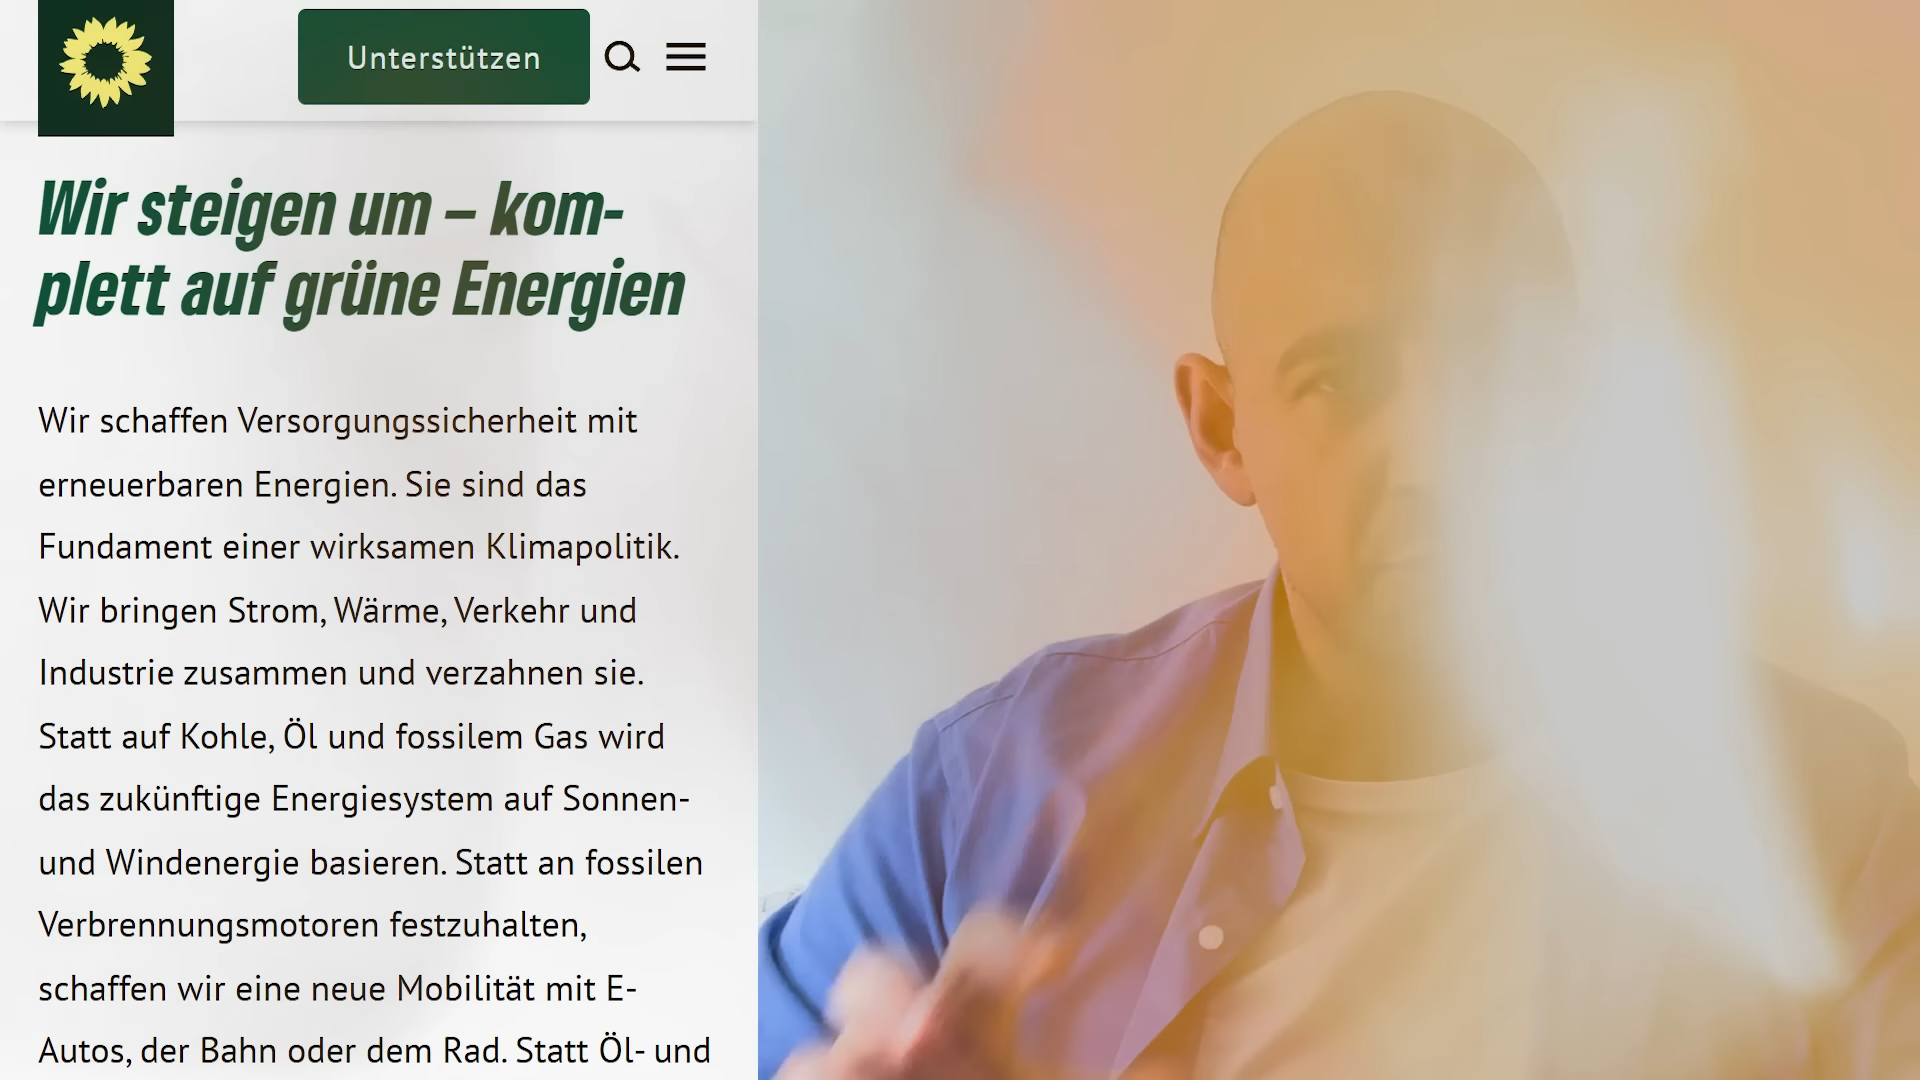 Unterstützen
Wir steigen um – kom-
plett auf grüne Energien
Wir schaffen Versorgungssicherheit mit
erneuerbaren Energien. Sie sind das
Fundament einer wirksamen Klimapolitik.
Wir bringen Strom, Wärme, Verkehr und
Industrie zusammen und verzahnen sie.
Statt auf Kohle, Öl und fossilem Gas wird
das zukünftige Energiesystem auf Sonnen-
und Windenergie basieren. Statt an fossilen
Verbrennungsmotoren festzuhalten,
schaffen wir eine neue Mobilität mit E-
Autos, der Bahn oder dem Rad. Statt Öl- und